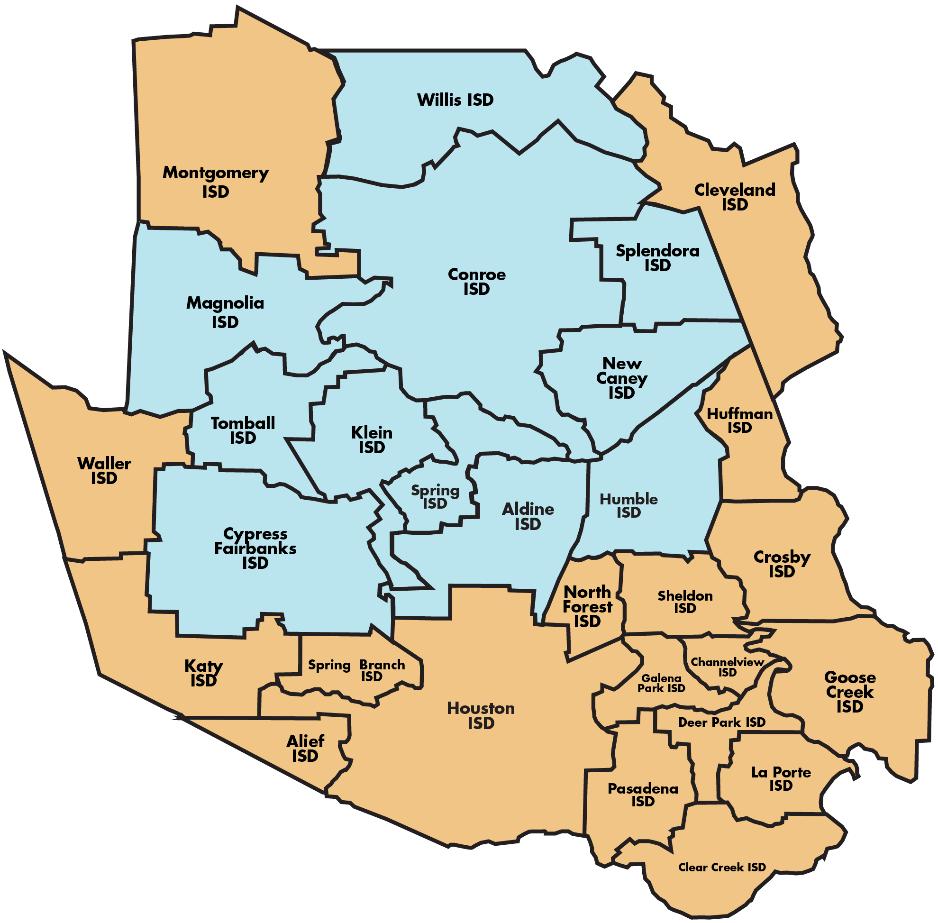 Willis ISD
Montgomery
ISD
Cleveland
ISD
Splendora
ISD
Conroe
ISD
Magnolia
ISD
New
Caney
ISD
Huffman
ISD
Tomball
ISD
Klein
ISD
Waller
ISD
Spring
ISD
Aldine
ISD
Humble
ISD
Cypress
Fairbanks
ISD
Crosby
ISD
North
Forest
ISD
Sheldon
ISD
Katy
ISD
Spring Branch
ISD
Channelview
ISD
Galena
Park ISD
Goose
Creek
ISD
Houston
ISD
Deer Park ISD
Alief
ISD
La Porte
ISD
Pasadena
ISD
Clear Creek ISD